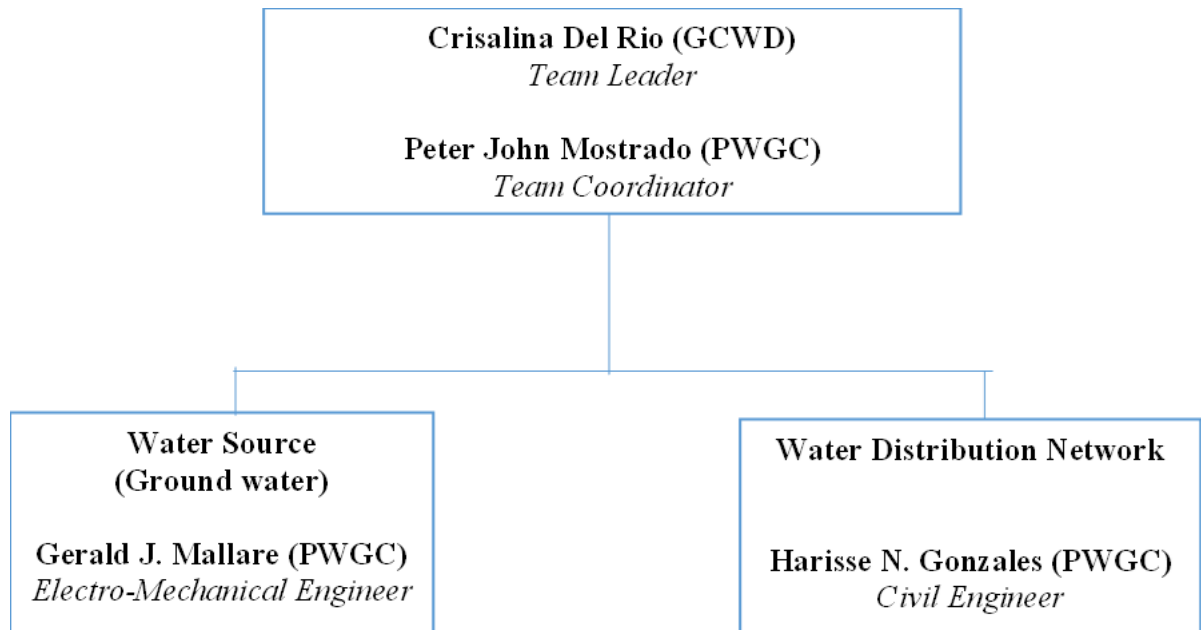 Crisalina Del Rio (GCWD)
Team Leader
Peter John Mostrado (PWGC)
Team Coordinator
Water Source
(Ground water)
Gerald J. Mallare (PWGC)
Electro-Mechanical Engineer
Water Distribution Network
Harisse N. Gonzales (PWGC)
Civil Engineer